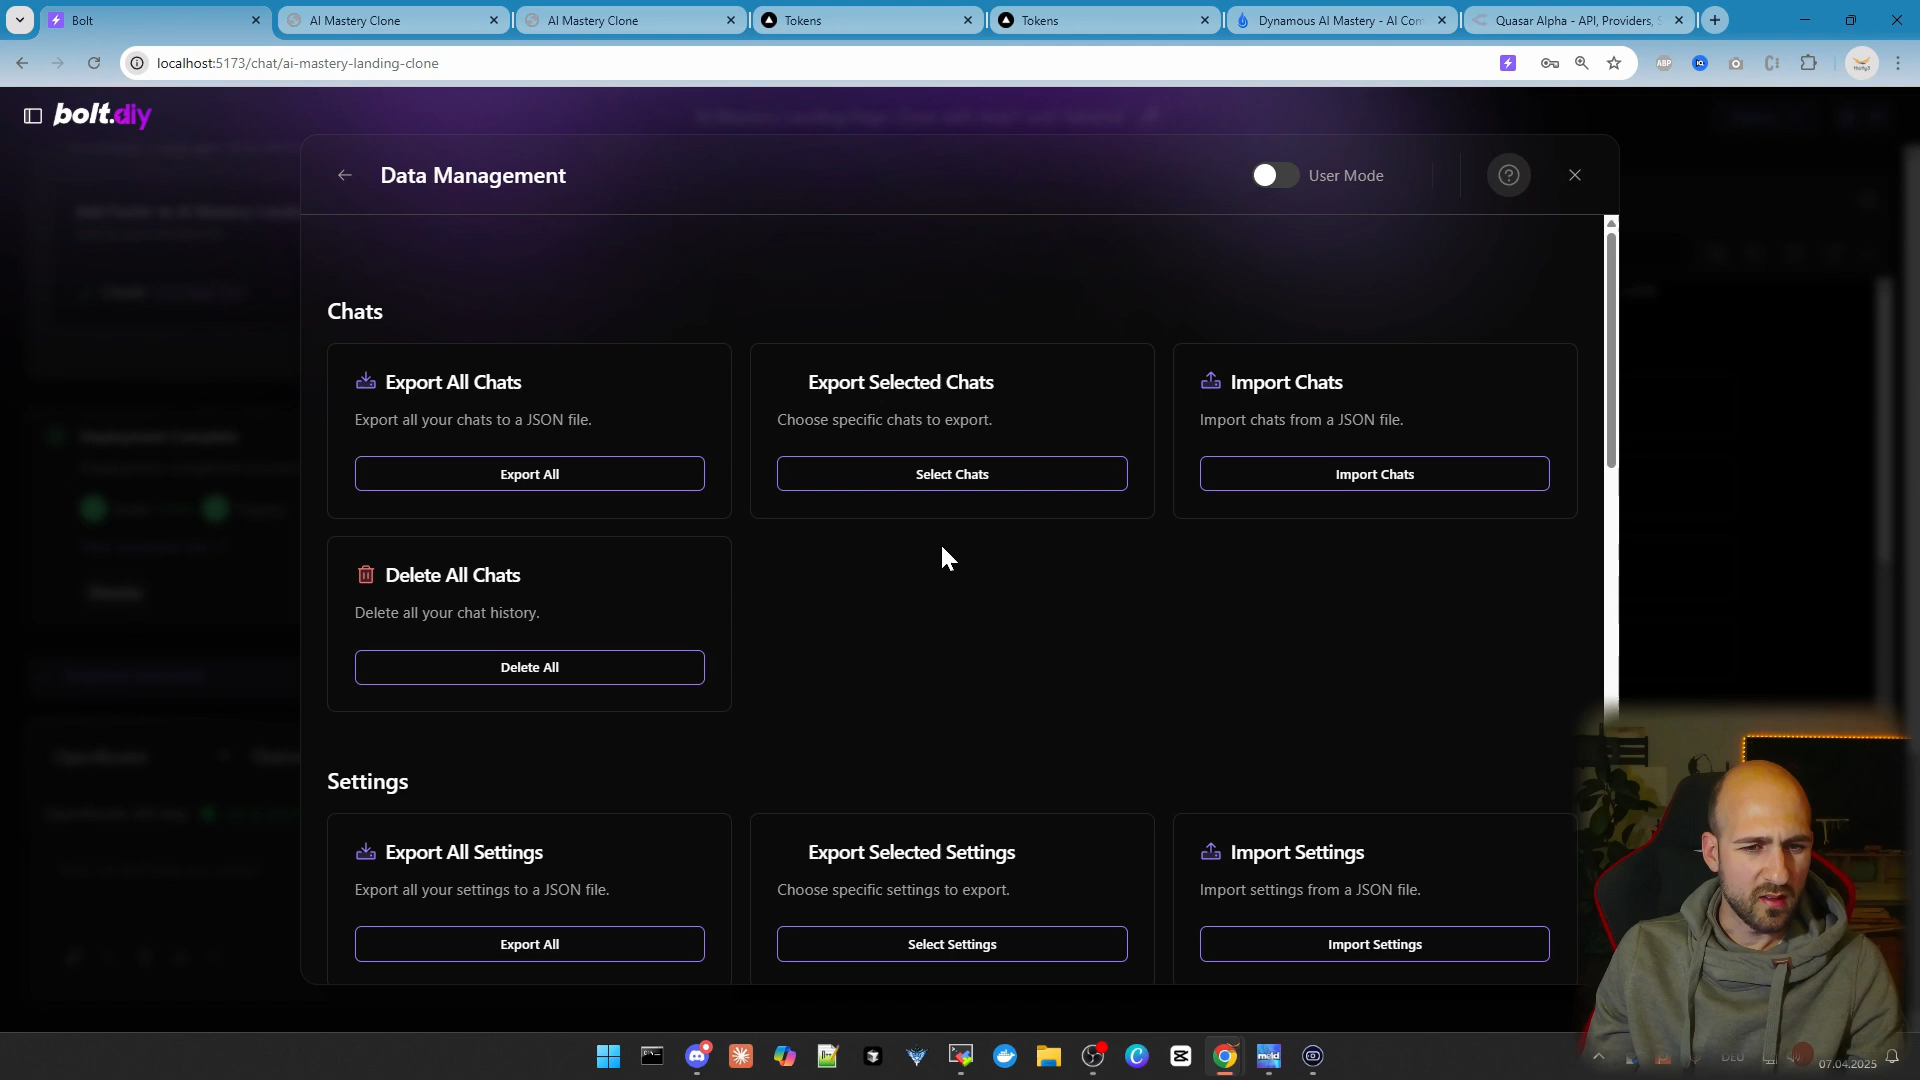 Bolt
AI Mastery Clone
AI Mastery Clone
Tokens
Tokens
Dynamous AI Mastery - AI Com
Quasar Alpha - API, Providers, S
localhost:5173/chat/ai-mastery-landing-clone
ABP
bolt.diy
Data Management
User Mode
Chats
Export All Chats
Export all your chats to a JSON file.
Export All
Export Selected Chats
Choose specific chats to export.
Select Chats
Import Chats
Import chats from a JSON file.
Import Chats
Delete All Chats
Delete all your chat history.
Delete All
Settings
Export All Settings
Export all your settings to a JSON file.
Export All
Export Selected Settings
Choose specific settings to export.
Select Settings
Import Settings
Import settings from a JSON file.
Import Settings
DEU
07.04.2025